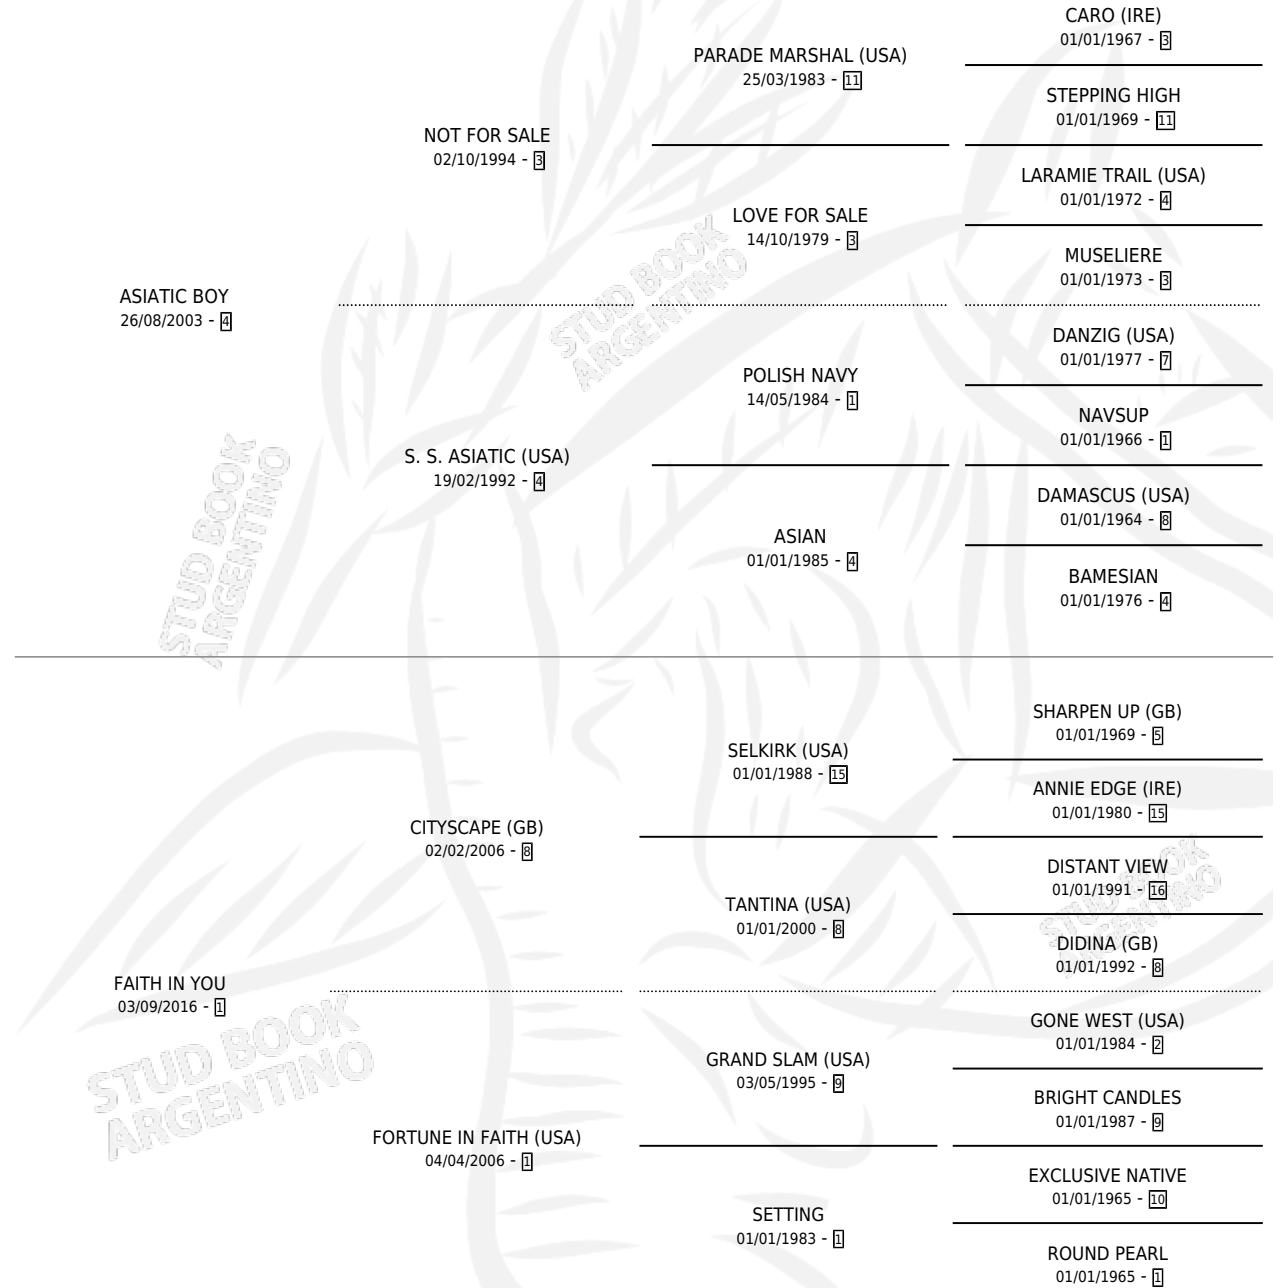 CARO (IRE)
01/01/1967 - 3
PARADE MARSHAL (USA)
25/03/1983 - 11
STEPPING HIGH
01/01/1969 - 11
NOT FOR SALE
02/10/1994 - 3
LARAMIE TRAIL (USA)
01/01/1972 - 4
LOVE FOR SALE
14/10/1979 - 3
MUSELIERE
01/01/1973 - 3
ASIATIC BOY
26/08/2003 - 4
DANZIG (USA)
01/01/1977 - 7
POLISH NAVY
14/05/1984 - 1
NAVSUP
01/01/1966 - 1
S. S. ASIATIC (USA)
19/02/1992 - 4
DAMASCUS (USA)
01/01/1964 - 8
ASIAN
01/01/1985 - 4
BAMESIAN
01/01/1976 - 4
SHARPEN UP (GB)
01/01/1969 - 5
SELKIRK (USA)
01/01/1988 - 15
ANNIE EDGE (IRE)
01/01/1980 - 15
CITYSCAPE (GB)
02/02/2006 - 8
DISTANT VIEW
01/01/1991 - 16
TANTINA (USA)
01/01/2000 - 8
DIDINA (GB)
01/01/1992 - 8
FAITH IN YOU
03/09/2016 - 1
GONE WEST (USA)
01/01/1984 - 2
GRAND SLAM (USA)
03/05/1995 - 9
BRIGHT CANDLES
01/01/1987 - 9
FORTUNE IN FAITH (USA)
04/04/2006 - 1
EXCLUSIVE NATIVE
01/01/1965 - 10
SETTING
01/01/1983 - 1
ROUND PEARL
01/01/1965 - 1
STUD BOOK
ARGENTINO
STUD BOOK
ARGENTINO
STUD BOOK
ARGENTINO
STUD BOOK
ARGENTINO